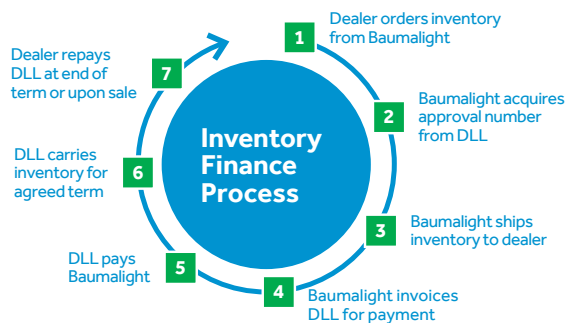 Inventory
Finance
Process
1
Dealer orders inventory
from Baumalight
2
Baumalight acquires
approval number
from DLL
3
Baumalight ships
inventory to dealer
4
Baumalight invoices
DLL for payment
5
DLL pays
Baumalight
6
DLL carries
inventory for
agreed term
7
Dealer repays
DLL at end of
term or upon sale